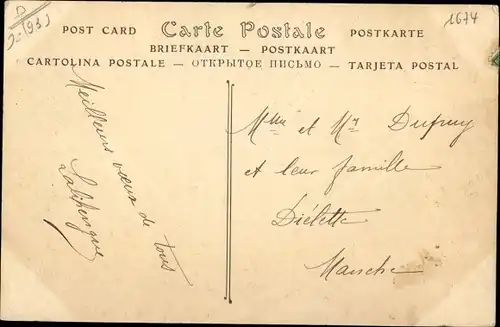 D
1674
POST CARD Carte Postale POSTKARTE
BRIEFKAART — POSTKAART
CARTOLINA POSTALE — ОТКРЫТОЕ ПИСЬМО — TARJETA POSTAL
Meilleurs vœux de tous
Mme et Mr Dupuy
et leur famille
Diélette
Manche